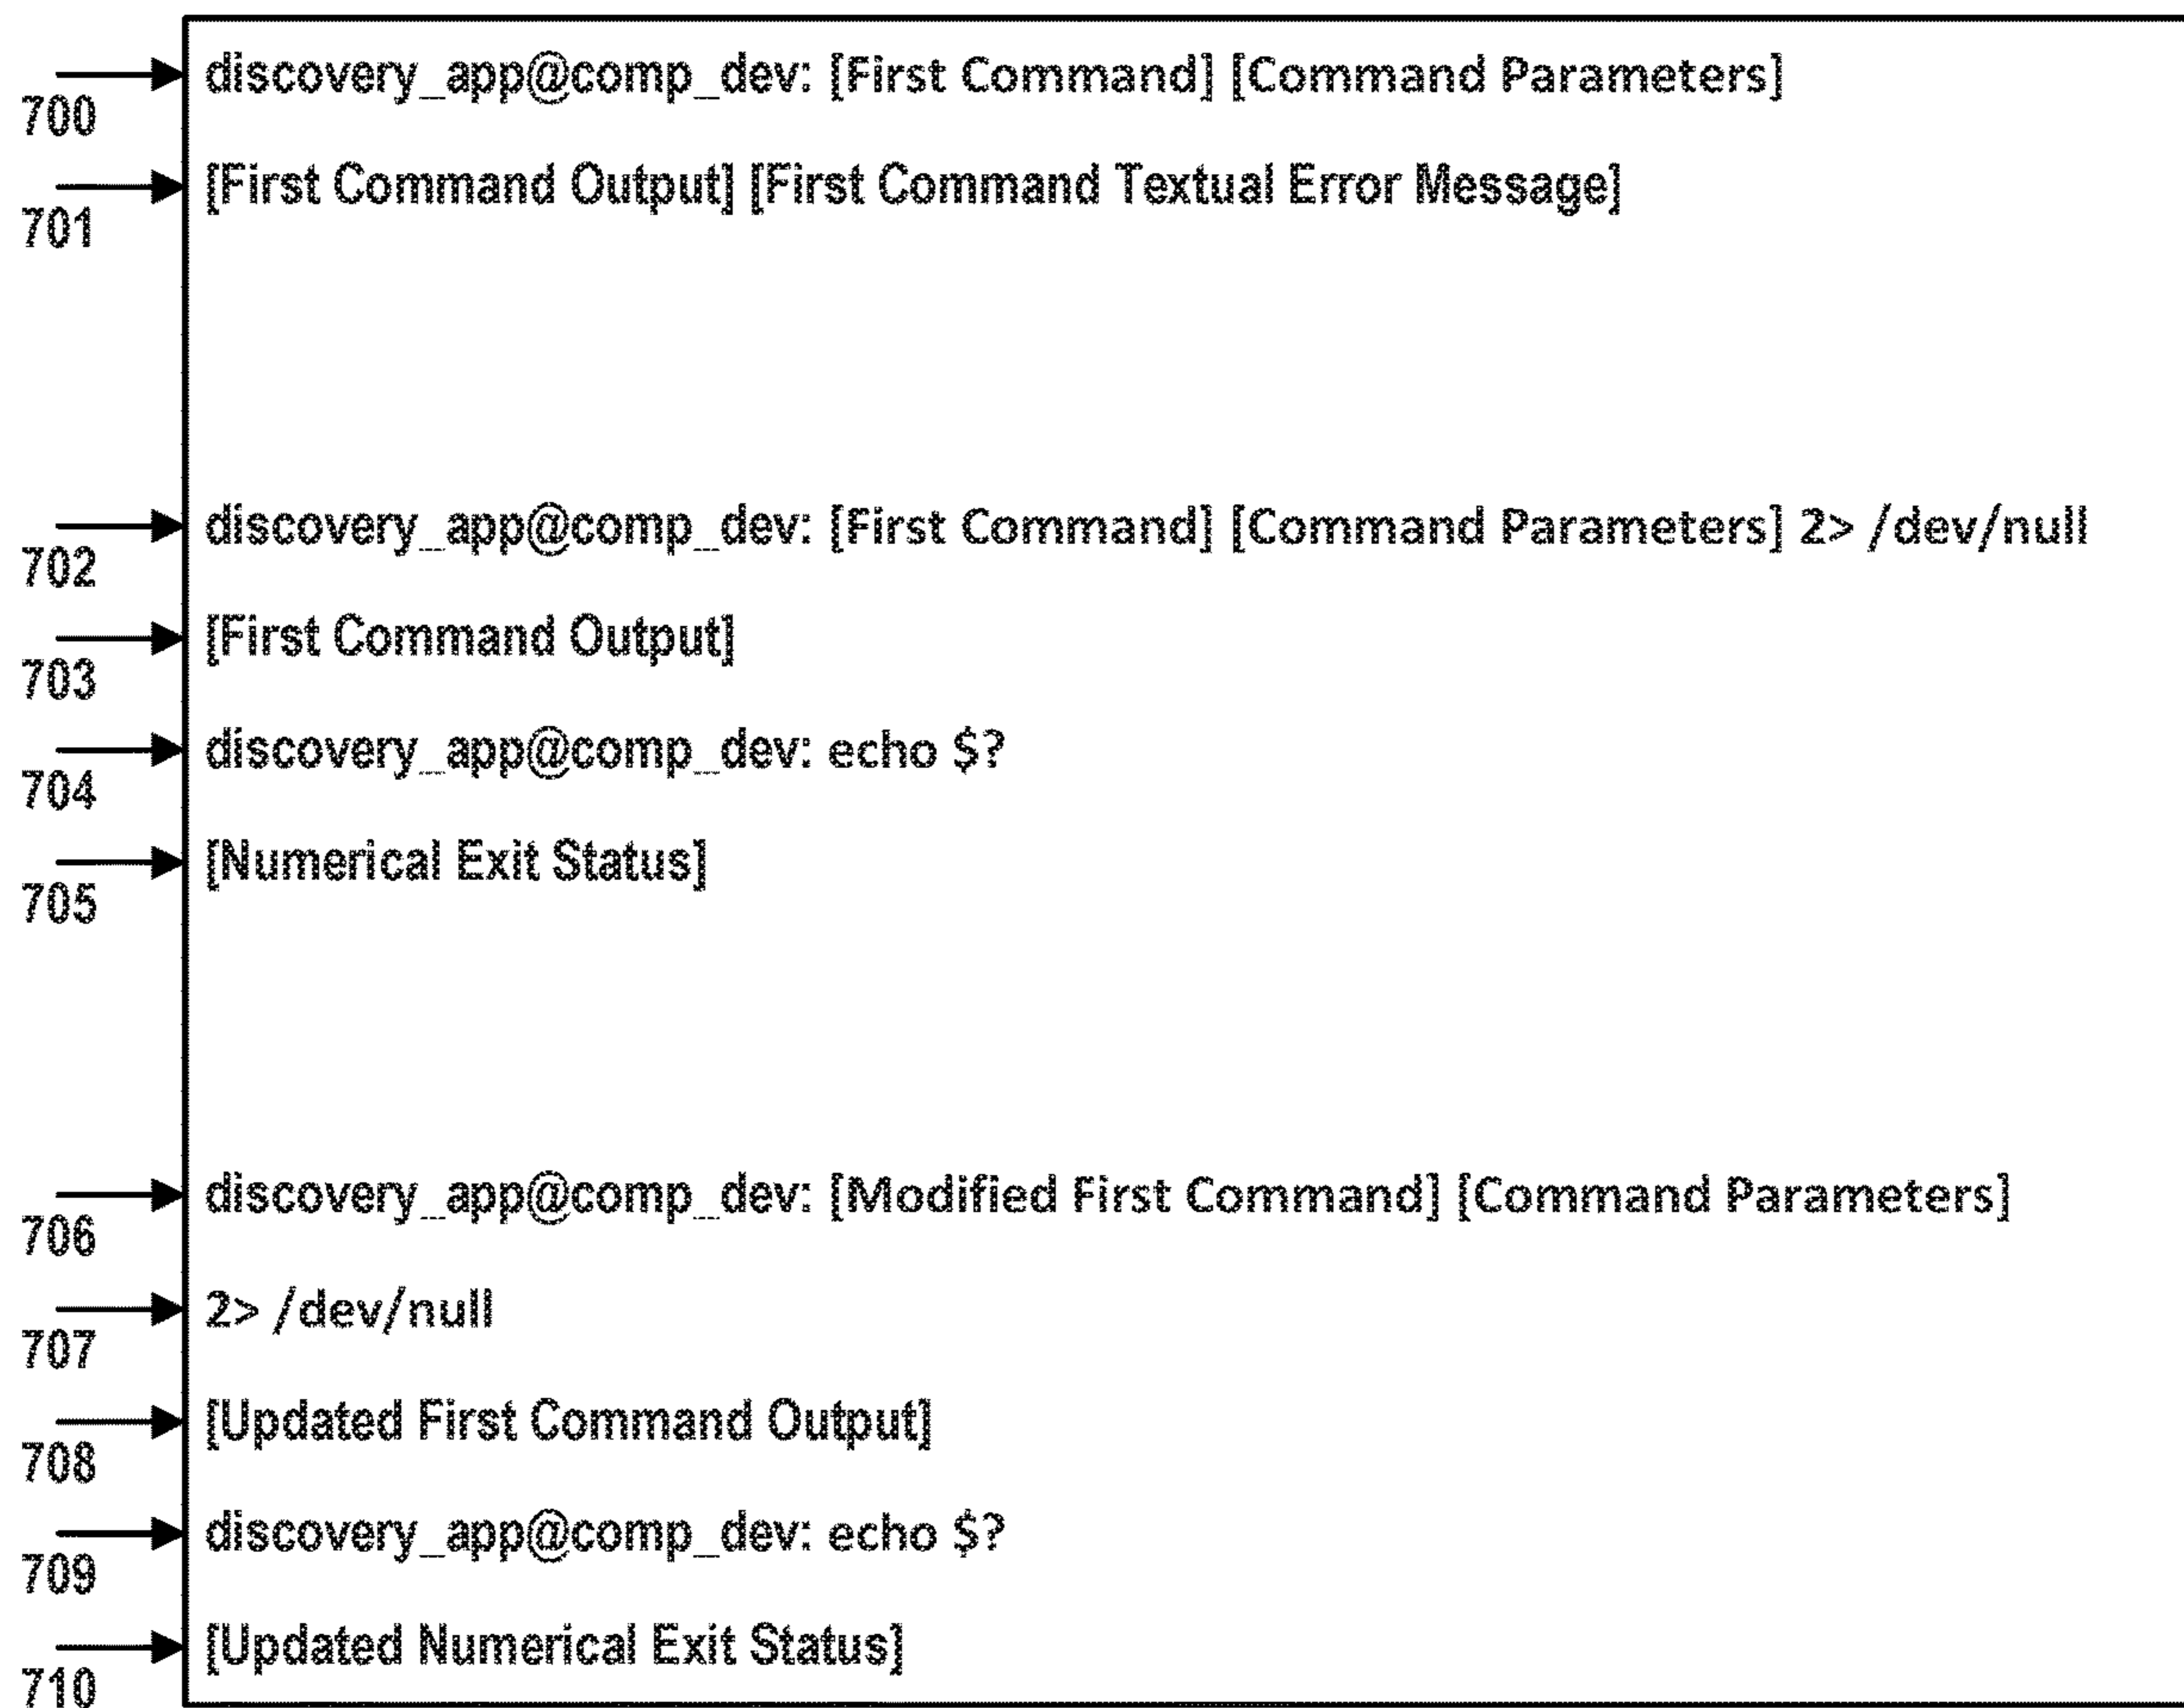 700 discovery_app@comp_dev: [First Command] [Command Parameters]
701 [First Command Output] [First Command Textual Error Message]
702 discovery_app@comp_dev: [First Command] [Command Parameters] 2> /dev/null
703 [First Command Output]
704 discovery_app@comp_dev: echo $?
705 [Numerical Exit Status]
706 discovery_app@comp_dev: [Modified First Command] [Command Parameters]
707 2> /dev/null
708 [Updated First Command Output]
709 discovery_app@comp_dev: echo $?
710 [Updated Numerical Exit Status]